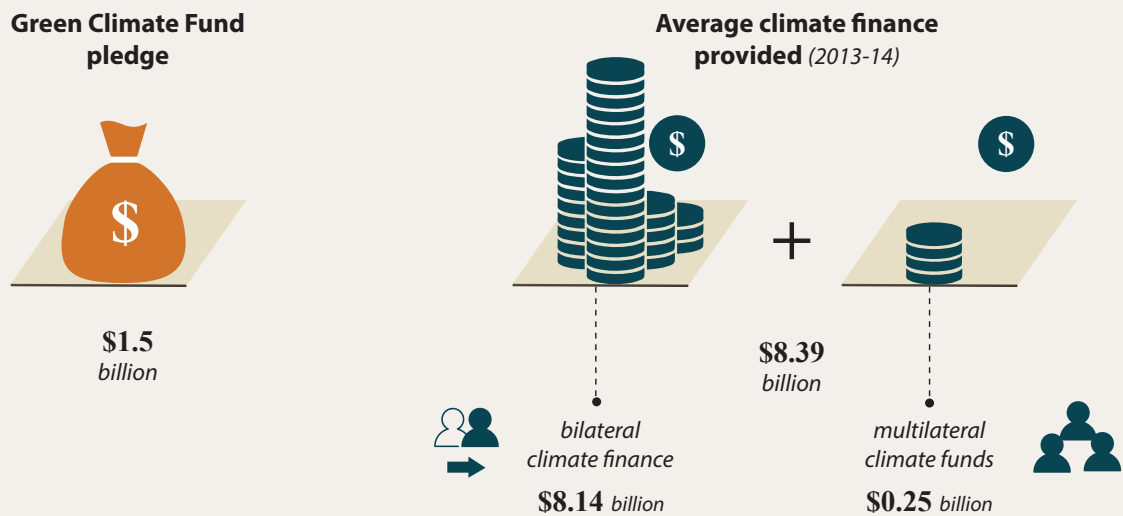 Green Climate Fund
pledge
$
$1.5
billion
Average climate finance
provided (2013-14)
$
$
+
$8.39
billion
bilateral
climate finance
$8.14 billion
multilateral
climate funds
$0.25 billion